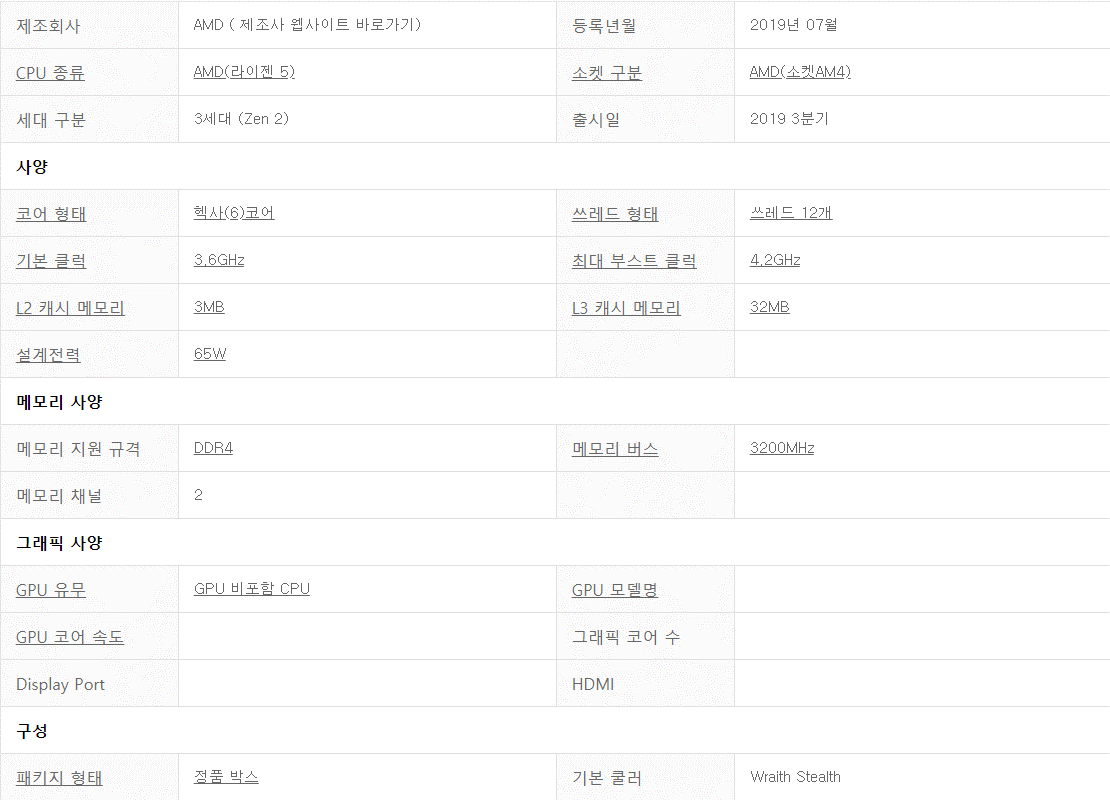 제조회사 AMD ( 제조사 웹사이트 바로가기) 등록년월 2019년 07월
CPU 종류 AMD(라이젠 5) 소켓 구분 AMD(소켓AM4)
세대 구분 3세대 (Zen 2) 출시일 2019 3분기
사양
코어 형태 헥사(6)코어 쓰레드 형태 쓰레드 12개
기본 클럭 3.6GHz 최대 부스트 클럭 4.2GHz
L2 캐시 메모리 3MB L3 캐시 메모리 32MB
설계전력 65W
메모리 사양
메모리 지원 규격 DDR4 메모리 버스 3200MHz
메모리 채널 2
그래픽 사양
GPU 유무 GPU 비포함 CPU GPU 모델명
GPU 코어 속도 그래픽 코어 수
Display Port HDMI
구성
패키지 형태 정품 박스 기본 쿨러 Wraith Stealth